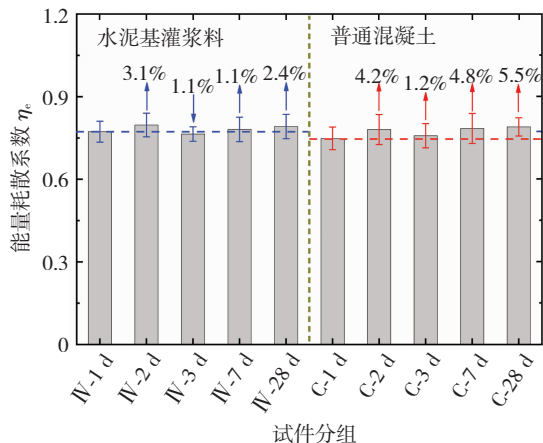 1.2
0.9
0.6
0.3
0
能量耗散系数 ηe
水泥基灌浆料
普通混凝土
3.1%
1.1%
1.1%
2.4%
4.2%
1.2%
4.8%
5.5%
Ⅳ-1 d
Ⅳ-2 d
Ⅳ-3 d
Ⅳ-7 d
Ⅳ-28 d
C-1 d
C-2 d
C-3 d
C-7 d
C-28 d
试件分组